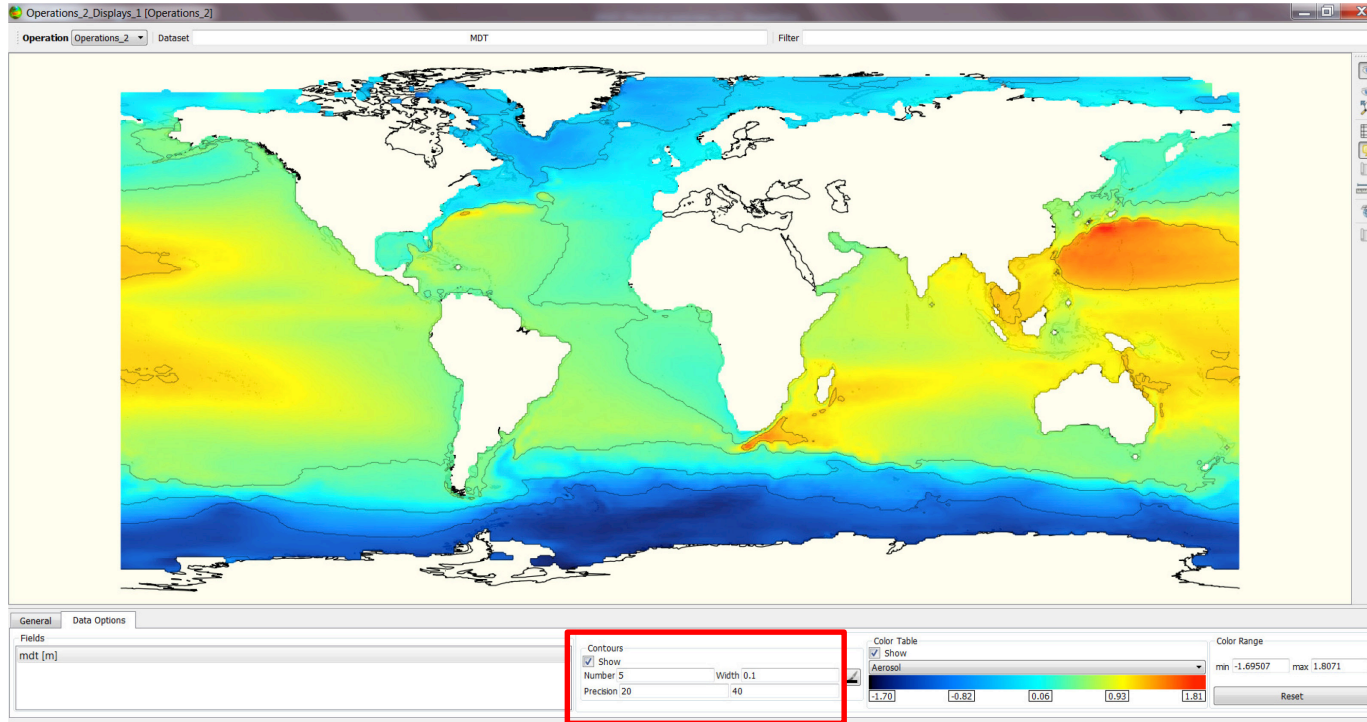 Operations_2_Displays_1 [Operations_2]
Operation Operations_2 Dataset MDT Filter
General Data Options
Fields
mdt [m]
Contours
Show
Number 5 Width 0.1
Precision 20 40
Color Table
Show
Aerosol
-1.70 -0.82 0.06 0.93 1.81
Color Range
min -1.69507 max 1.8071
Reset